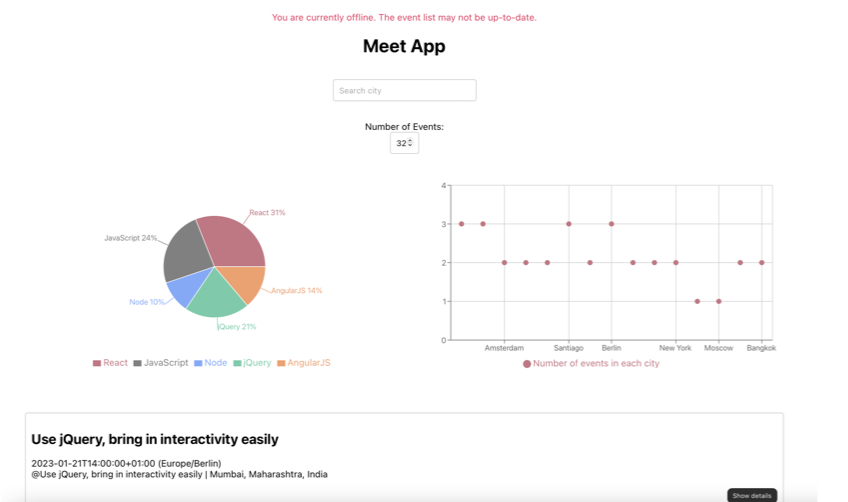 You are currently offline. The event list may not be up-to-date.
Meet App
Search city
Number of Events:
32
React 31%
JavaScript 24%
AngularJS 14%
Node 10%
jQuery 21%
React JavaScript Node jQuery AngularJS
4
3
2
1
0
Amsterdam Santiago Berlin New York Moscow Bangkok
Number of events in each city
Use jQuery, bring in interactivity easily
2023-01-21T14:00:00+01:00 (Europe/Berlin)
@Use jQuery, bring in interactivity easily | Mumbai, Maharashtra, India
Show details